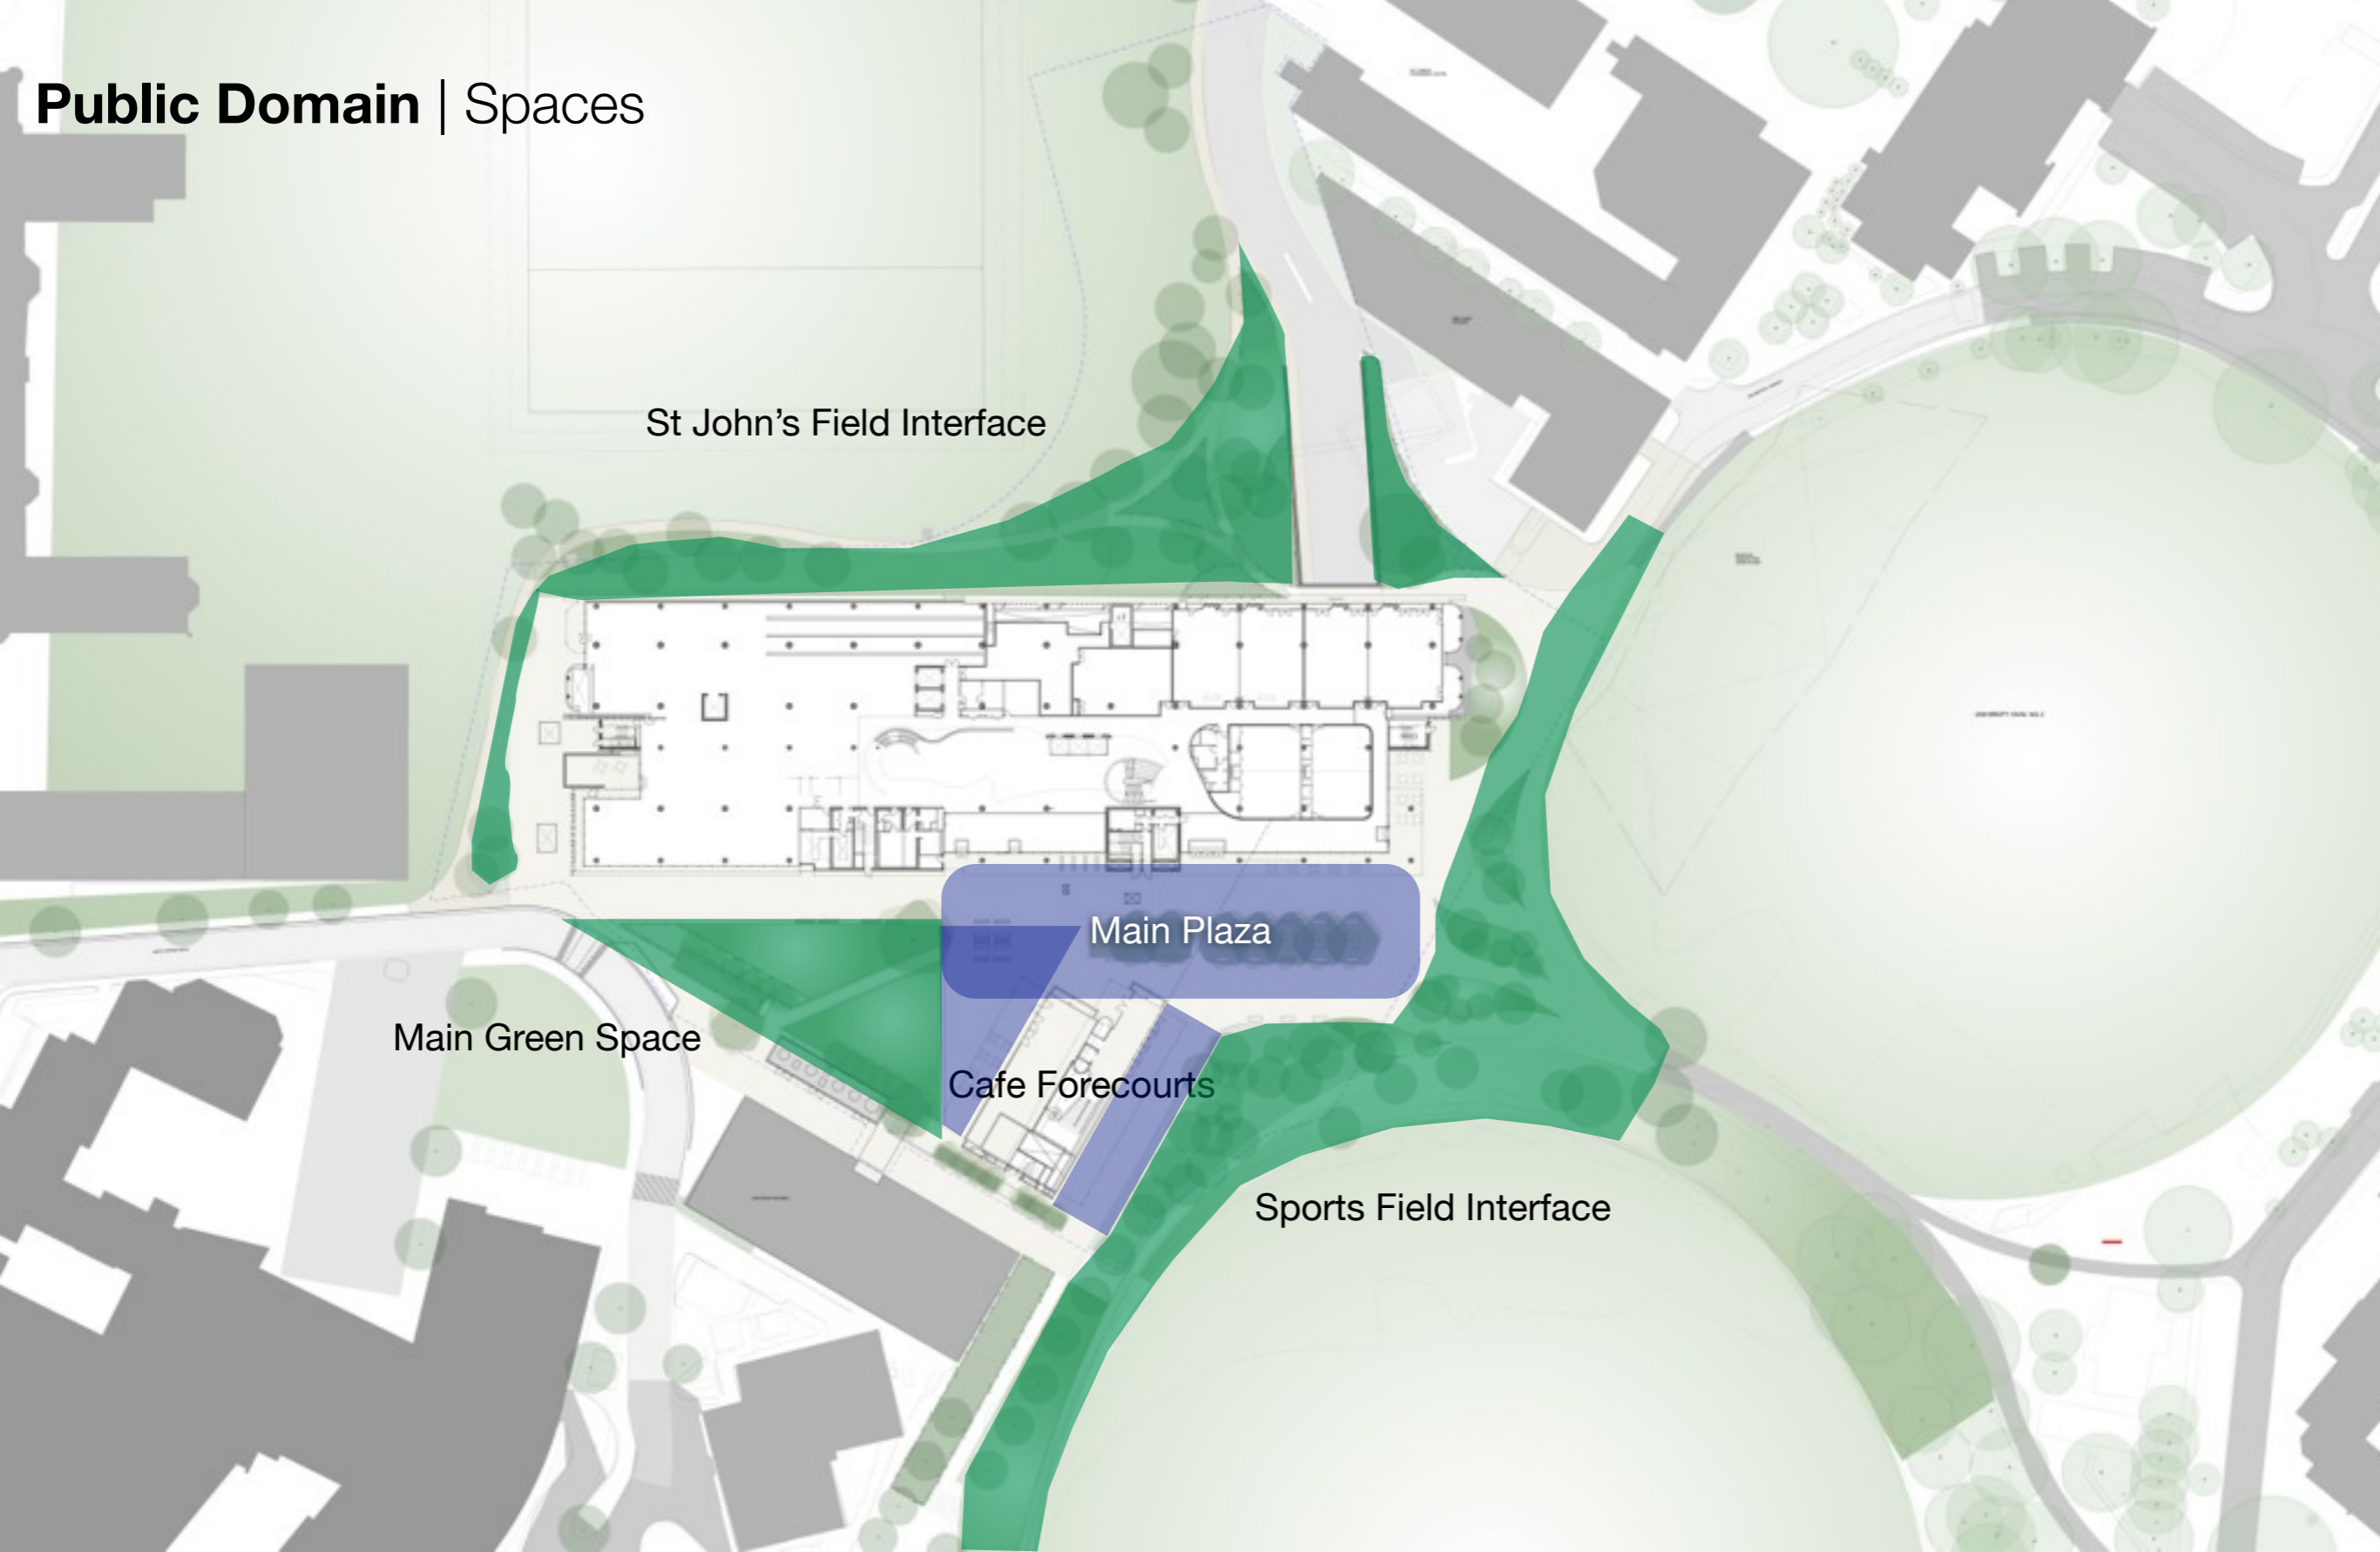 Public Domain | Spaces
St John’s Field Interface
Main Plaza
Main Green Space
Cafe Forecourts
Sports Field Interface